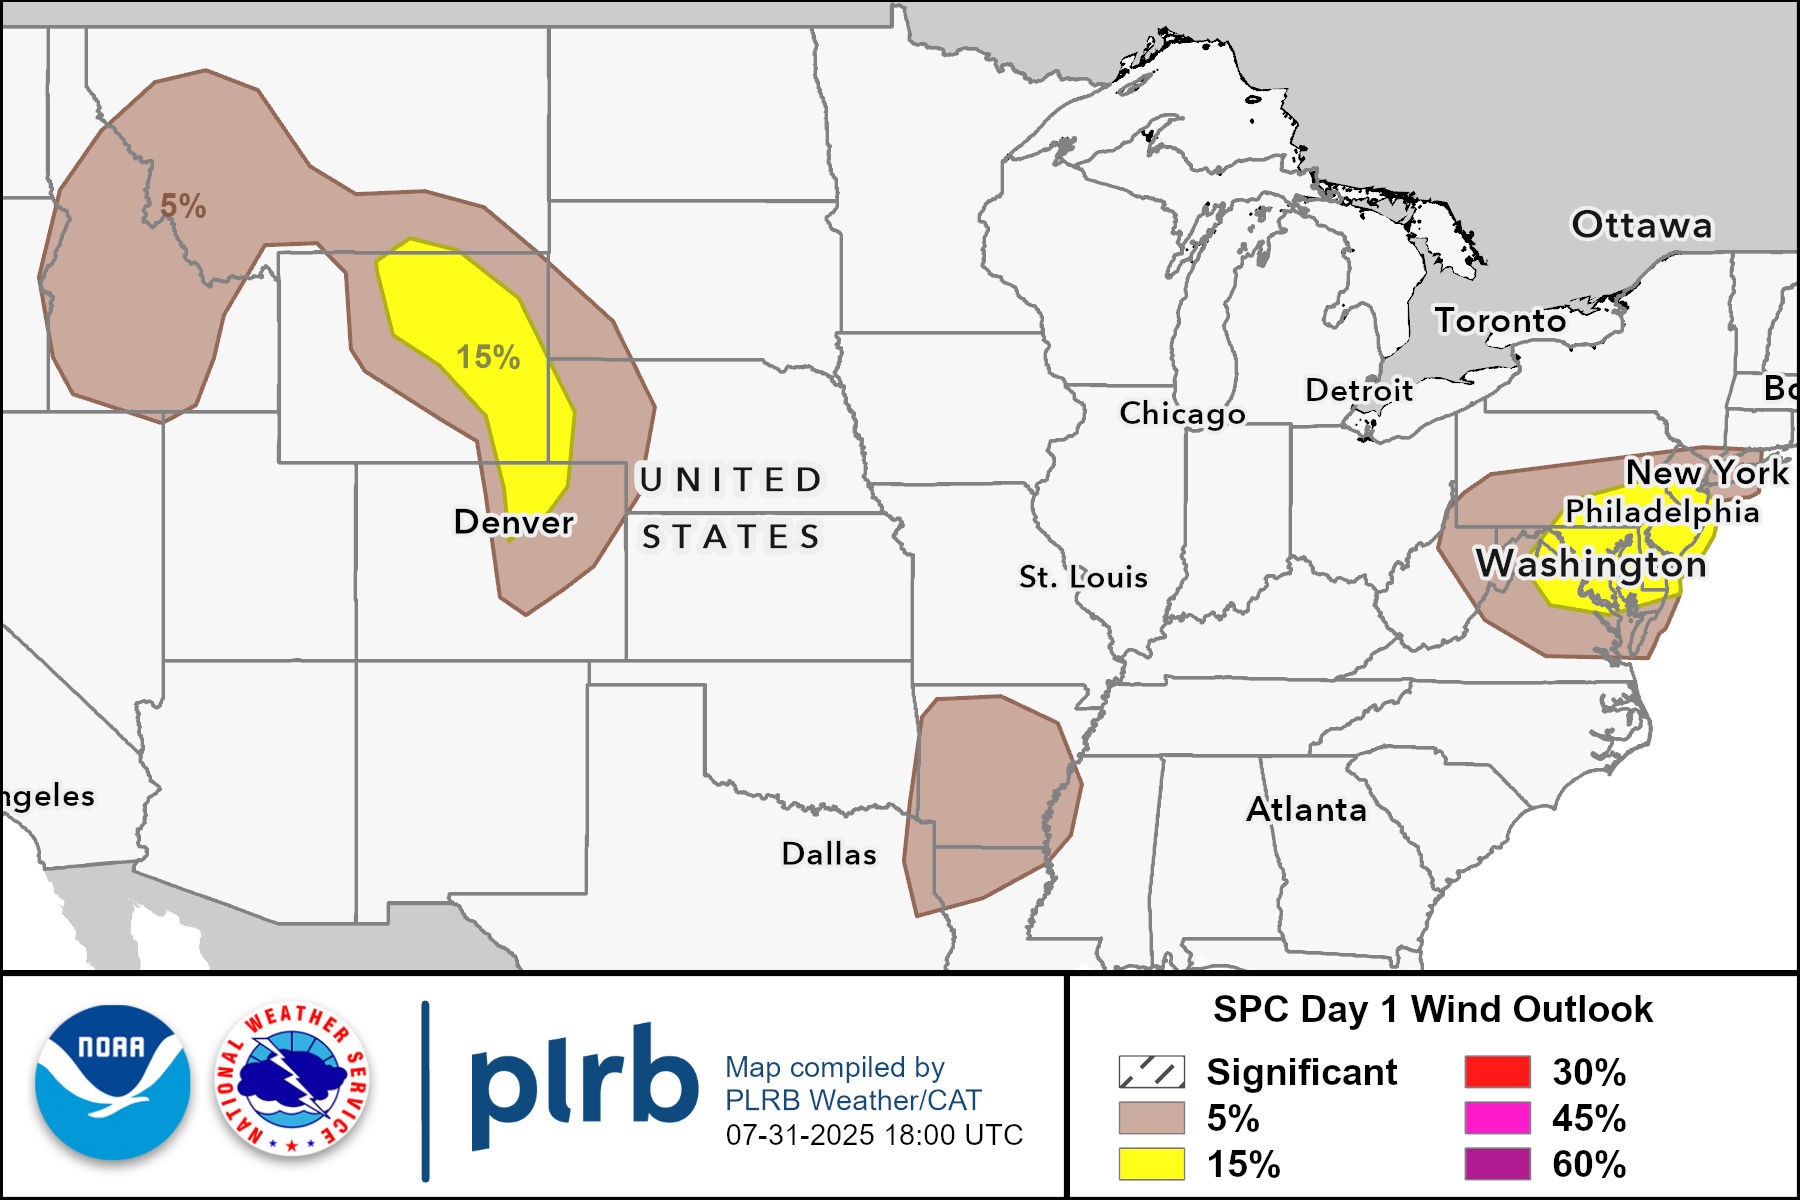 5%
Ottawa
Toronto
15%
Detroit
Bo
Chicago
UNITED
STATES
New York
Philadelphia
Denver
Washington
St. Louis
ngeles
Atlanta
Dallas
NOAA
NATIONAL WEATHER SERVICE
plrb
Map compiled by
PLRB Weather/CAT
07-31-2025 18:00 UTC
SPC Day 1 Wind Outlook
Significant
5%
15%
30%
45%
60%